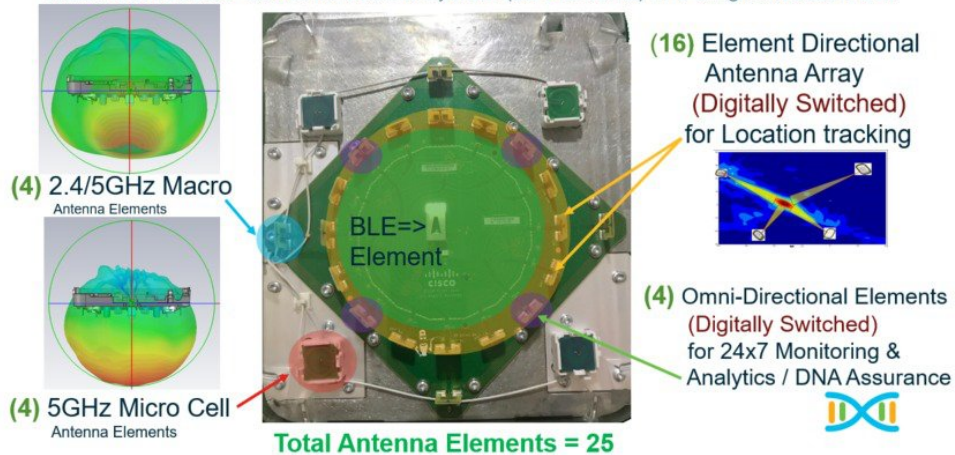 (4) 2.4/5GHz Macro
Antenna Elements
(4) 5GHz Micro Cell
Antenna Elements
BLE=>
Element
A
CISCO
(16) Element Directional
Antenna Array
(Digitally Switched)
for Location tracking
(4) Omni-Directional Elements
(Digitally Switched)
for 24x7 Monitoring &
Analytics / DNA Assurance
Total Antenna Elements = 25